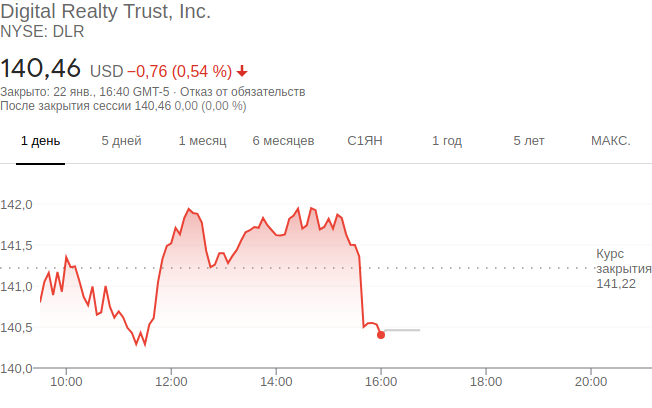 Digital Realty Trust, Inc.
NYSE: DLR
140,46 USD −0,76 (0,54 %)
Закрыто: 22 янв., 16:40 GMT-5 · Отказ от обязательств
После закрытия сессии 140,46 0,00 (0,00 %)
1 день 5 дней 1 месяц 6 месяцев С1ЯН 1 год 5 лет МАКС.
142,0
141,5
Курс
закрытия
141,22
141,0
140,5
140,0
10:00 12:00 14:00 16:00 18:00 20:00